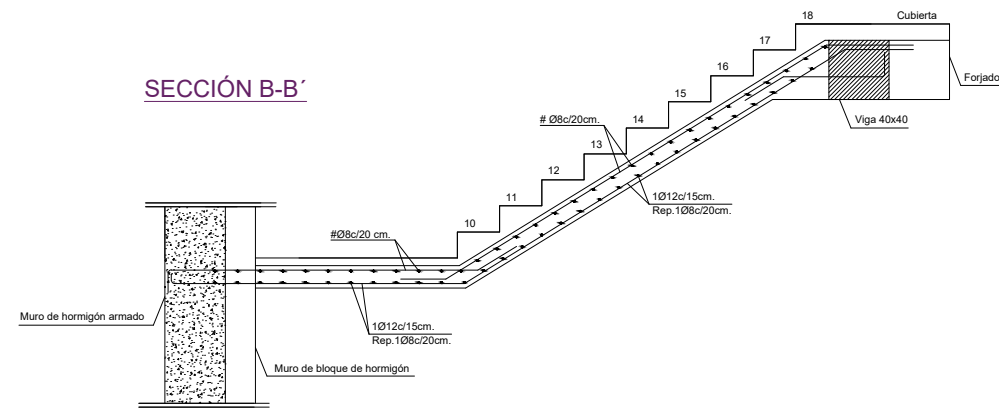 18
Cubierta
17
SECCIÓN B-B´
16
Forjado
15
# Ø8c/20cm.
14
Viga 40x40
13
12
1Ø12c/15cm.
Rep.1Ø8c/20cm.
11
10
#Ø8c/20 cm.
Muro de hormigón armado
1Ø12c/15cm.
Rep.1Ø8c/20cm.
Muro de bloque de hormigón